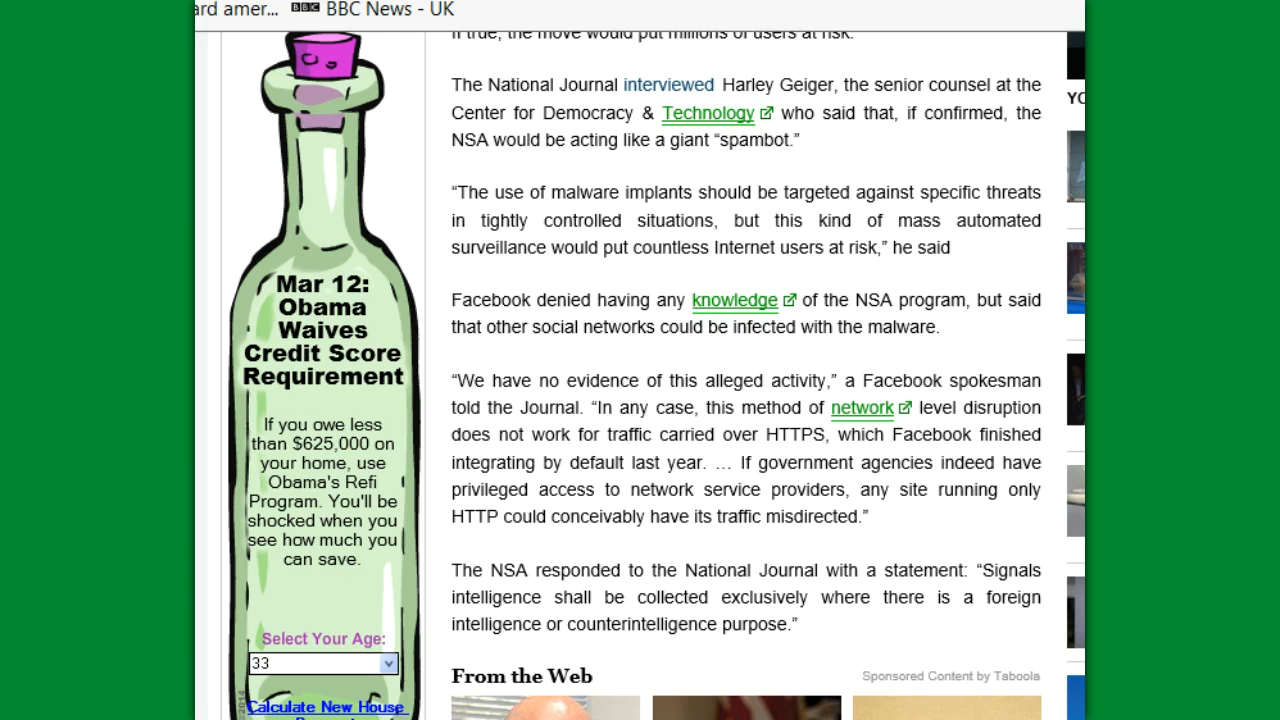 ard amer... BBC BBC News - UK
If true, the move would put millions of users at risk.
The National Journal interviewed Harley Geiger, the senior counsel at the
Center for Democracy & Technology who said that, if confirmed, the
NSA would be acting like a giant “spambot.”
“The use of malware implants should be targeted against specific threats
in tightly controlled situations, but this kind of mass automated
surveillance would put countless Internet users at risk,” he said
Facebook denied having any knowledge of the NSA program, but said
that other social networks could be infected with the malware.
“We have no evidence of this alleged activity,” a Facebook spokesman
told the Journal. “In any case, this method of network level disruption
does not work for traffic carried over HTTPS, which Facebook finished
integrating by default last year. … If government agencies indeed have
privileged access to network service providers, any site running only
HTTP could conceivably have its traffic misdirected.”
The NSA responded to the National Journal with a statement: “Signals
intelligence shall be collected exclusively where there is a foreign
intelligence or counterintelligence purpose.”
From the Web
Sponsored Content by Taboola
Mar 12:
Obama
Waives
Credit Score
Requirement
If you owe less
than $625,000 on
your home, use
Obama's Refi
Program. You'll be
shocked when you
see how much you
can save.
Select Your Age:
33
Calculate New House
2014
YO